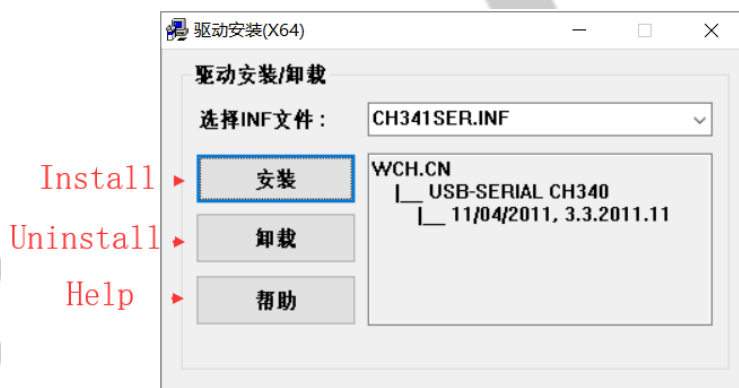 驱动安装(X64)
驱动安装/卸载
选择INF文件:
CH341SER.INF
Install
安装
WCH.CN
|__ USB-SERIAL CH340
|__ 11/04/2011, 3.3.2011.11
Uninstall
卸载
Help
帮助